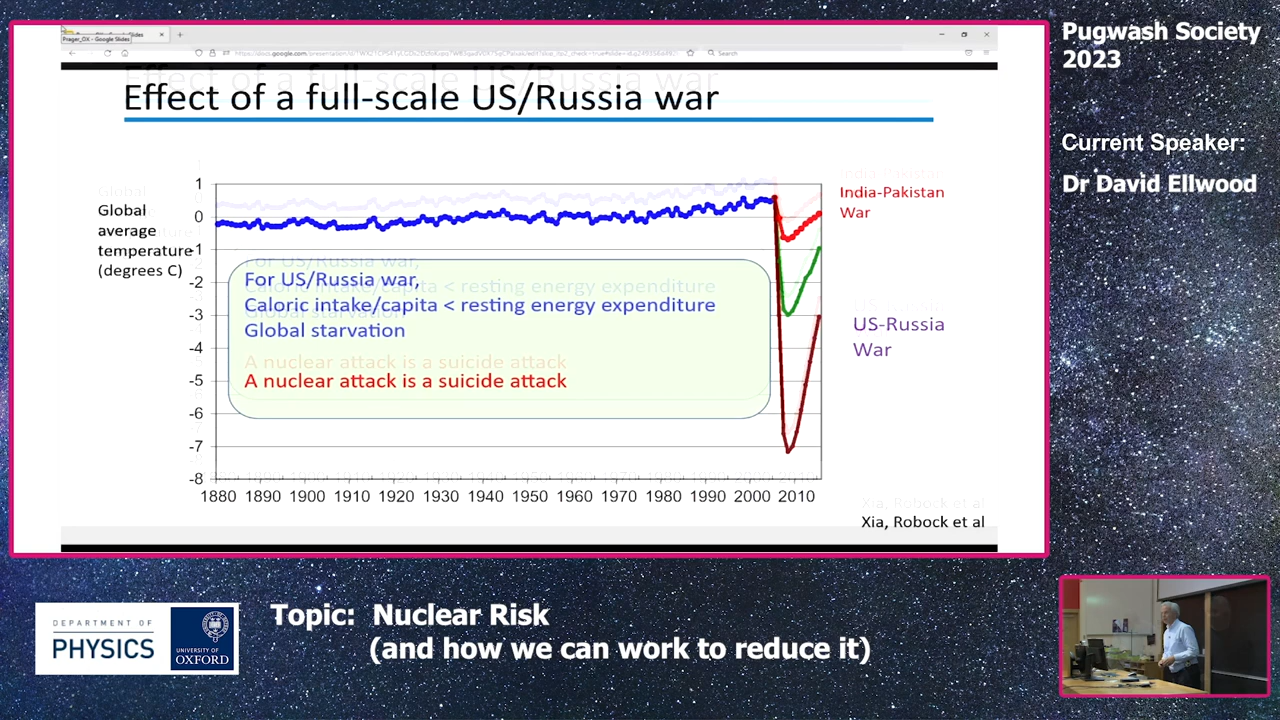 Prager_OX - Google Slides
Search
Effect of a full-scale US/Russia war
Global
average
temperature
(degrees C)
1
0
-1
-2
-3
-4
-5
-6
-7
-8
1880 1890 1900 1910 1920 1930 1940 1950 1960 1970 1980 1990 2000 2010
For US/Russia war,
Caloric intake/capita < resting energy expenditure
Global starvation
A nuclear attack is a suicide attack
India-Pakistan
War
US-Russia
War
Xia, Robock et al
Pugwash Society
2023
Current Speaker:
Dr David Ellwood
DEPARTMENT OF
PHYSICS
UNIVERSITY OF
OXFORD
Topic: Nuclear Risk
(and how we can work to reduce it)